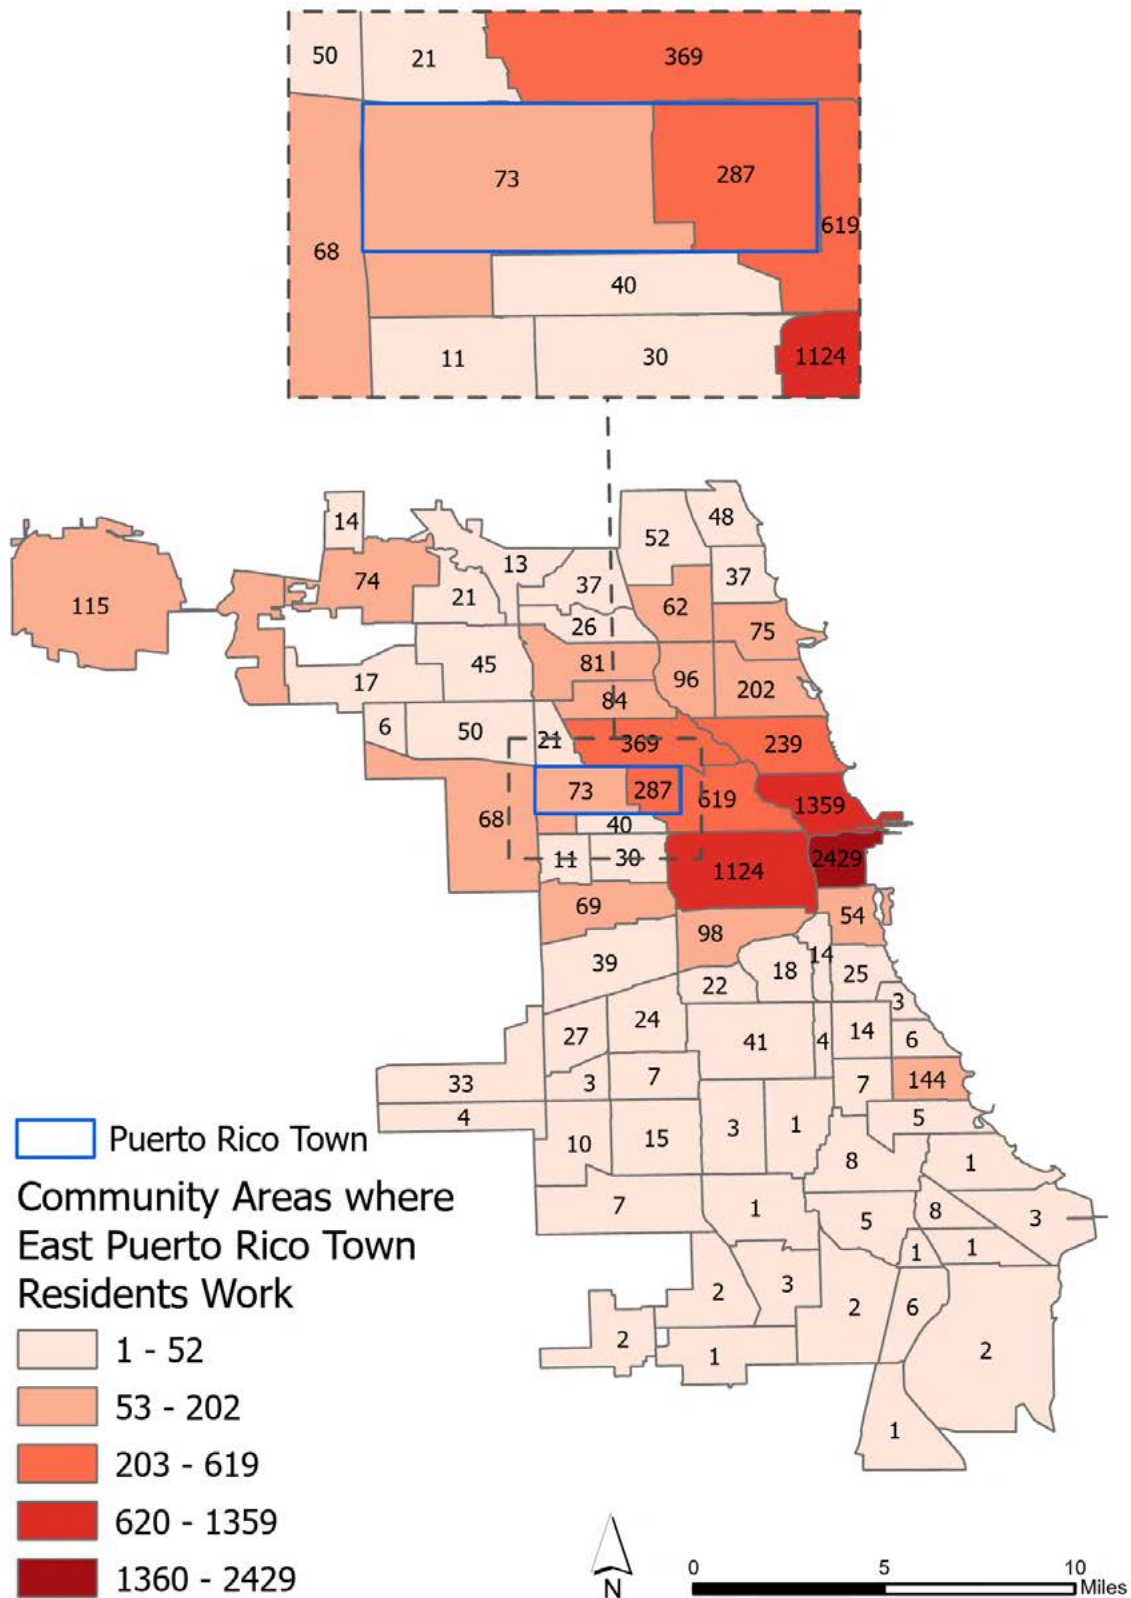 50 21 369
73 287
619
68
40
11 30 1124
14 52 48
13
115 74 21 37 37
62
26 75
45 81
17 96 202
84
6 50 21 369 239
73 287 619 1359
68 40
11 30 1124 2429
69 54
98
39 14
18 25
22 3
27 24 41 4 14 6
33 3 7 7 144
4 5
10 15 3 1
8 1
7 1 5 8 3
1 1
2 3 2 6
2 1 2
1
Puerto Rico Town
Community Areas where
East Puerto Rico Town
Residents Work
1 - 52
53 - 202
203 - 619
620 - 1359
1360 - 2429
N
0 5 10
Miles